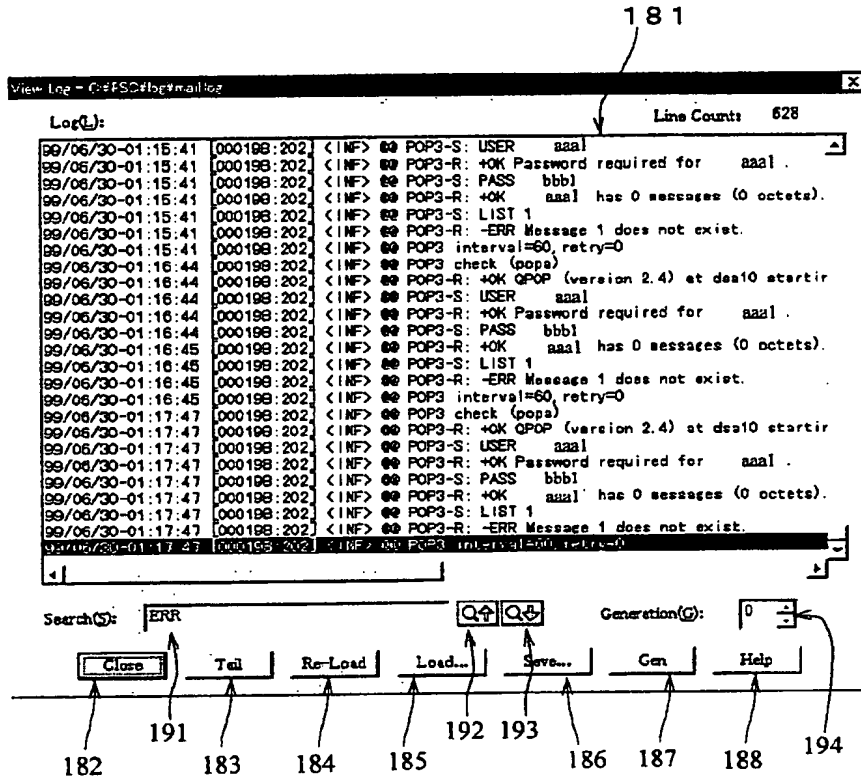 181
View Log - C:¥FSO¥log¥mail.log
Log(L): Line Count: 628
99/06/30-01:15:41 [000198:202] <INF> @@ POP3-S: USER aaa1
99/06/30-01:15:41 [000198:202] <INF> @@ POP3-R: +OK Password required for aaa1 .
99/06/30-01:15:41 [000198:202] <INF> @@ POP3-S: PASS bbb1
99/06/30-01:15:41 [000198:202] <INF> @@ POP3-R: +OK aaa1 has 0 messages (0 octets).
99/06/30-01:15:41 [000198:202] <INF> @@ POP3-S: LIST 1
99/06/30-01:15:41 [000198:202] <INF> @@ POP3-R: -ERR Message 1 does not exist.
99/06/30-01:15:41 [000198:202] <INF> @@ POP3 interval=60, retry=0
99/06/30-01:16:44 [000198:202] <INF> @@ POP3 check (pops)
99/06/30-01:16:44 [000198:202] <INF> @@ POP3-R: +OK QPOP (version 2.4) at dsa10 startir
99/06/30-01:16:44 [000198:202] <INF> @@ POP3-S: USER aaa1
99/06/30-01:16:44 [000198:202] <INF> @@ POP3-R: +OK Password required for aaa1 .
99/06/30-01:16:44 [000198:202] <INF> @@ POP3-S: PASS bbb1
99/06/30-01:16:45 [000198:202] <INF> @@ POP3-R: +OK aaa1 has 0 messages (0 octets).
99/06/30-01:16:45 [000198:202] <INF> @@ POP3-S: LIST 1
99/06/30-01:16:45 [000198:202] <INF> @@ POP3-R: -ERR Message 1 does not exist.
99/06/30-01:16:45 [000198:202] <INF> @@ POP3 interval=60, retry=0
99/06/30-01:17:47 [000198:202] <INF> @@ POP3 check (pops)
99/06/30-01:17:47 [000198:202] <INF> @@ POP3-R: +OK QPOP (version 2.4) at dsa10 startir
99/06/30-01:17:47 [000198:202] <INF> @@ POP3-S: USER aaa1
99/06/30-01:17:47 [000198:202] <INF> @@ POP3-R: +OK Password required for aaa1 .
99/06/30-01:17:47 [000198:202] <INF> @@ POP3-S: PASS bbb1
99/06/30-01:17:47 [000198:202] <INF> @@ POP3-R: +OK aaa1 has 0 messages (0 octets).
99/06/30-01:17:47 [000198:202] <INF> @@ POP3-S: LIST 1
99/06/30-01:17:47 [000198:202] <INF> @@ POP3-R: -ERR Message 1 does not exist.
99/06/30-01:17:47 [000198:202] <INF> @@ POP3 interval=60, retry=0
Search(S): ERR Generation(G): 0
Close Tail Re-Load Load... Save... Gen Help
191 192 193 194
182 183 184 185 186 187 188